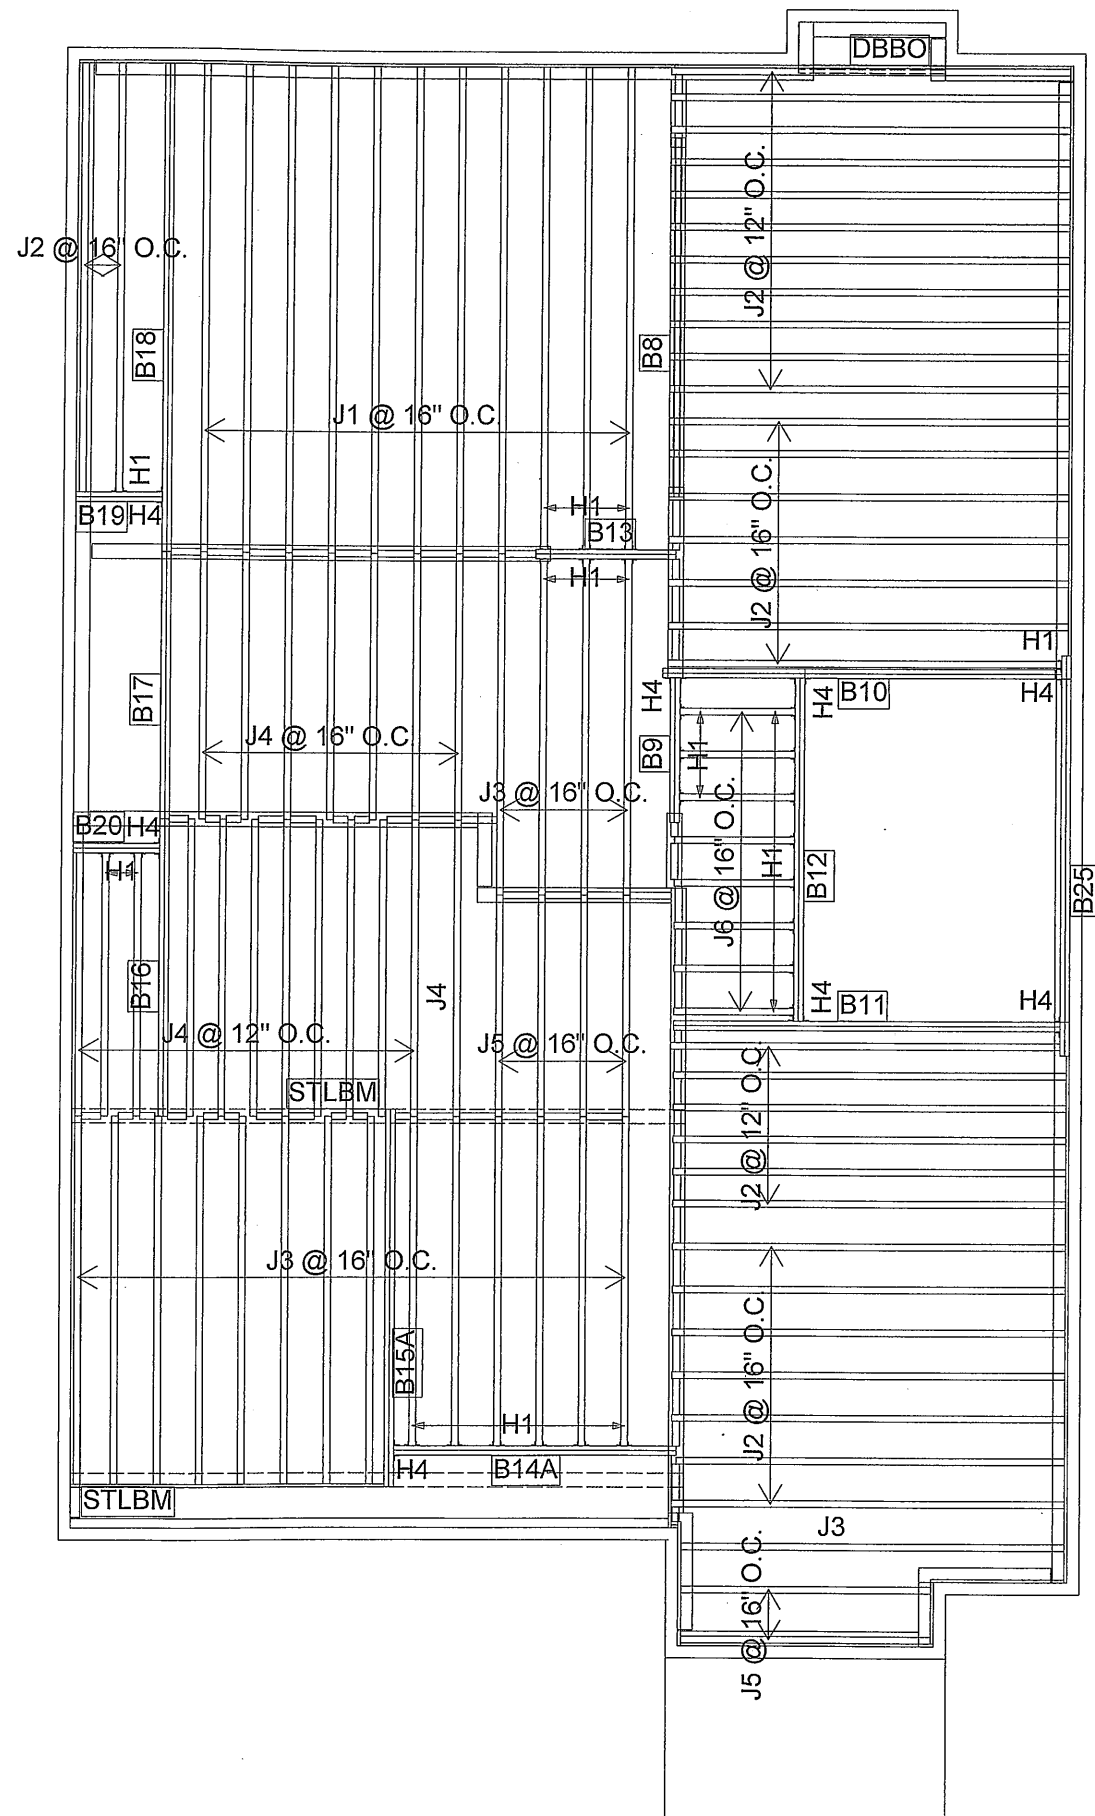 DBBO
J2 @ 12" O.C.
J2 @ 16" O.C.
B18
B8
J1 @ 16" O.C.
H1
B19
H4
H1
B13
H1
J2 @ 16" O.C.
H1
B17
H4
B10
H4
H4
B9
J4 @ 16" O.C.
H1
J3 @ 16" O.C.
B20
H4
H1
J6 @ 16" O.C.
H1
B12
B25
B16
J4
H4
B11
H4
J4 @ 12" O.C.
J5 @ 16" O.C.
STLBM
J2 @ 12" O.C.
J3 @ 16" O.C.
B15A
J2 @ 16" O.C.
H1
H4
B14A
STLBM
J3
J5 @ 16" O.C.